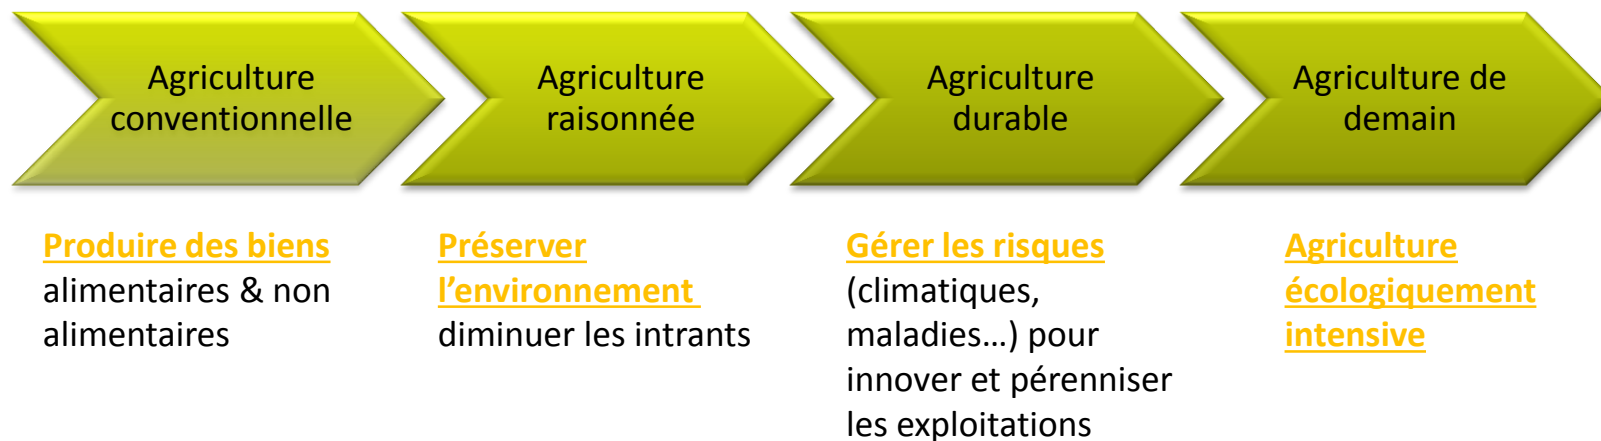 Agriculture
conventionnelle
Agriculture
raisonnée
Agriculture
durable
Agriculture de
demain
Produire des biens
alimentaires & non
alimentaires
Préserver
l’environnement
diminuer les intrants
Gérer les risques
(climatiques,
maladies…) pour
innover et pérenniser
les exploitations
Agriculture
écologiquement
intensive